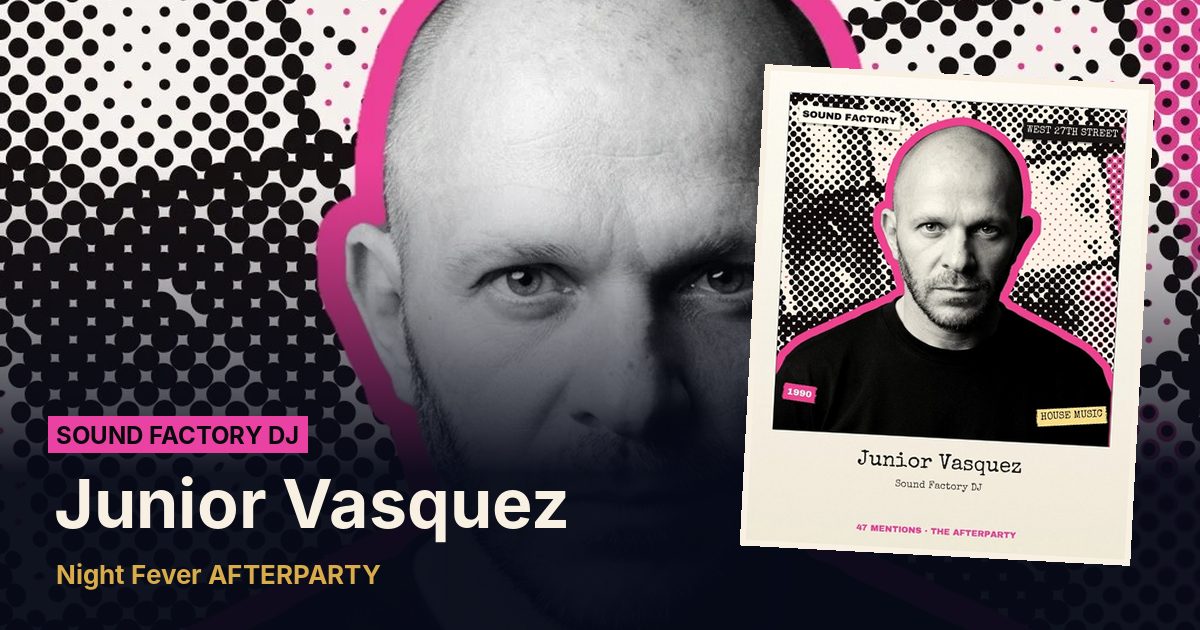 SOUND FACTORY DJ
Junior Vasquez
Night Fever AFTERPARTY
SOUND FACTORY
WEST 27TH STREET
1990
HOUSE MUSIC
Junior Vasquez
Sound Factory DJ
47 MENTIONS · THE AFTERPARTY